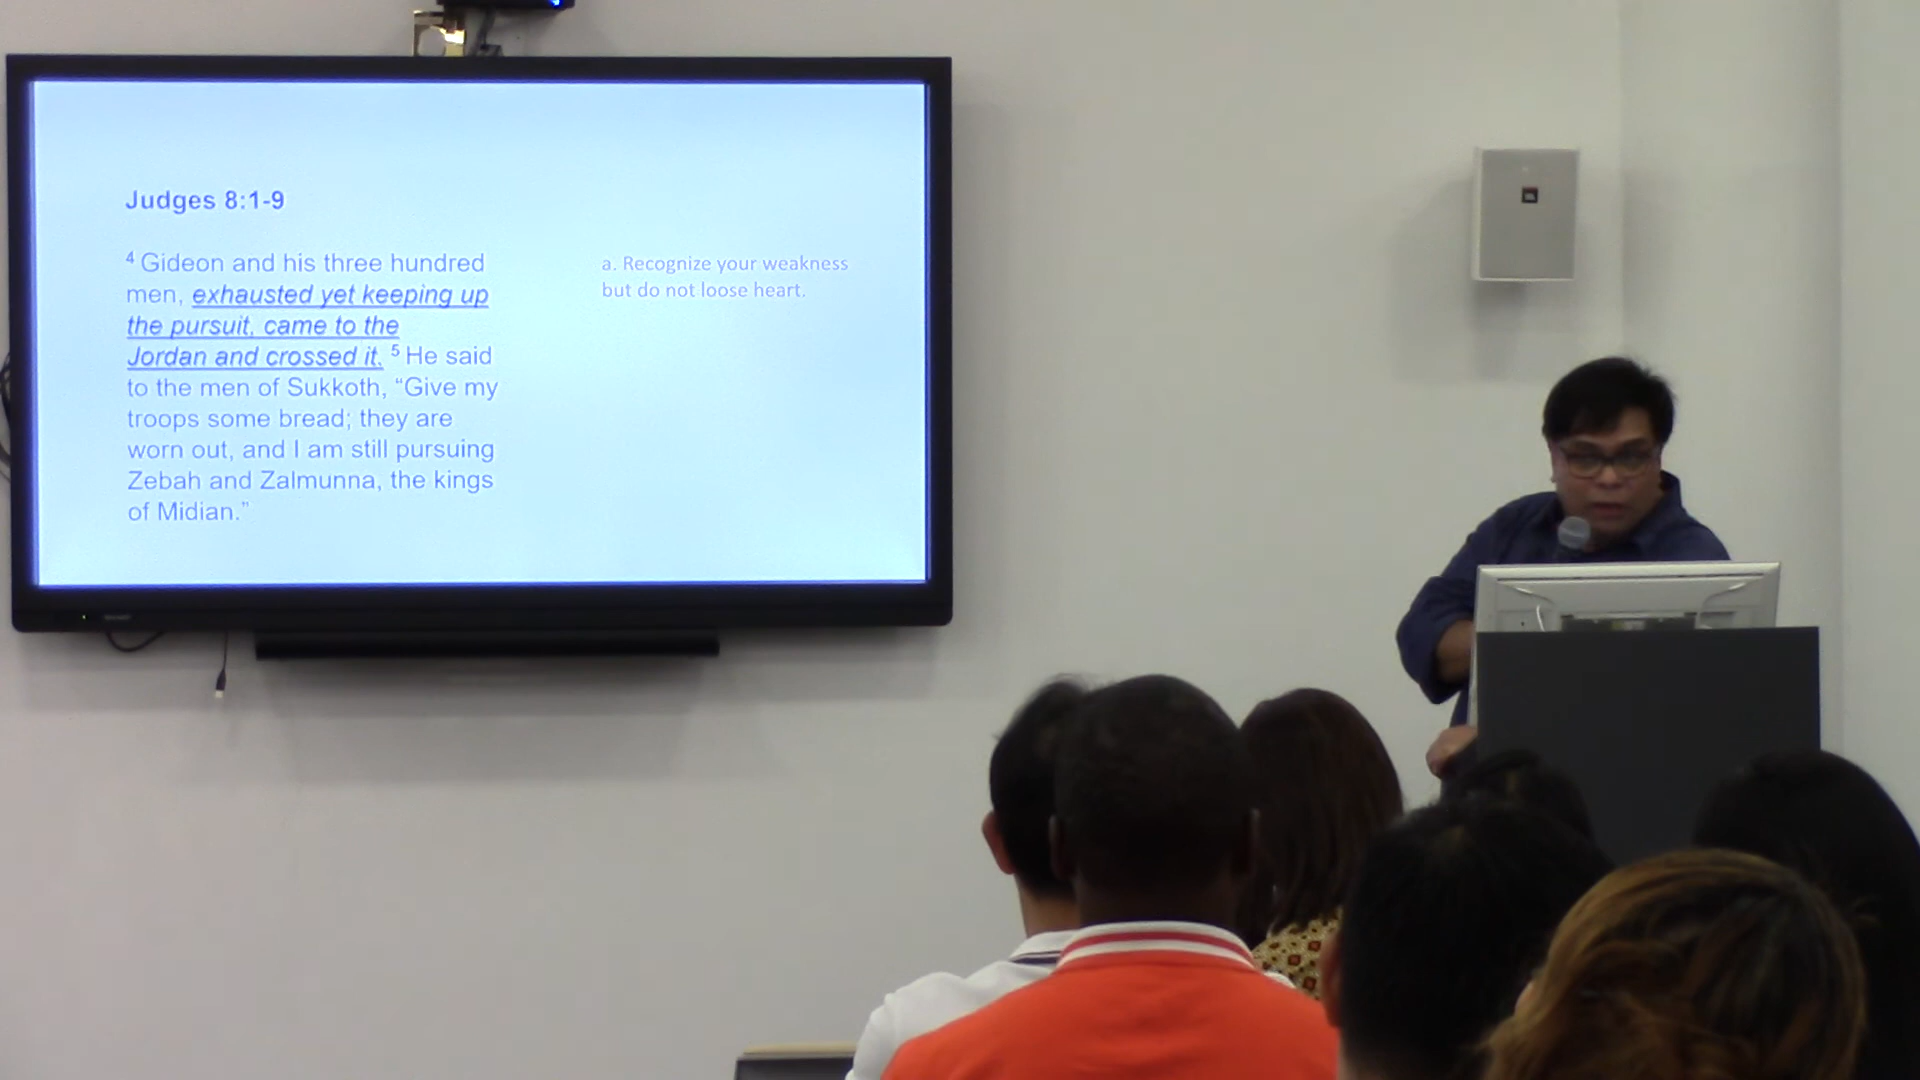 Judges 8:1-9
4 Gideon and his three hundred
men, exhausted yet keeping up
the pursuit, came to the
Jordan and crossed it. 5 He said
to the men of Sukkoth, “Give my
troops some bread; they are
worn out, and I am still pursuing
Zebah and Zalmunna, the kings
of Midian.”
a. Recognize your weakness
but do not loose heart.